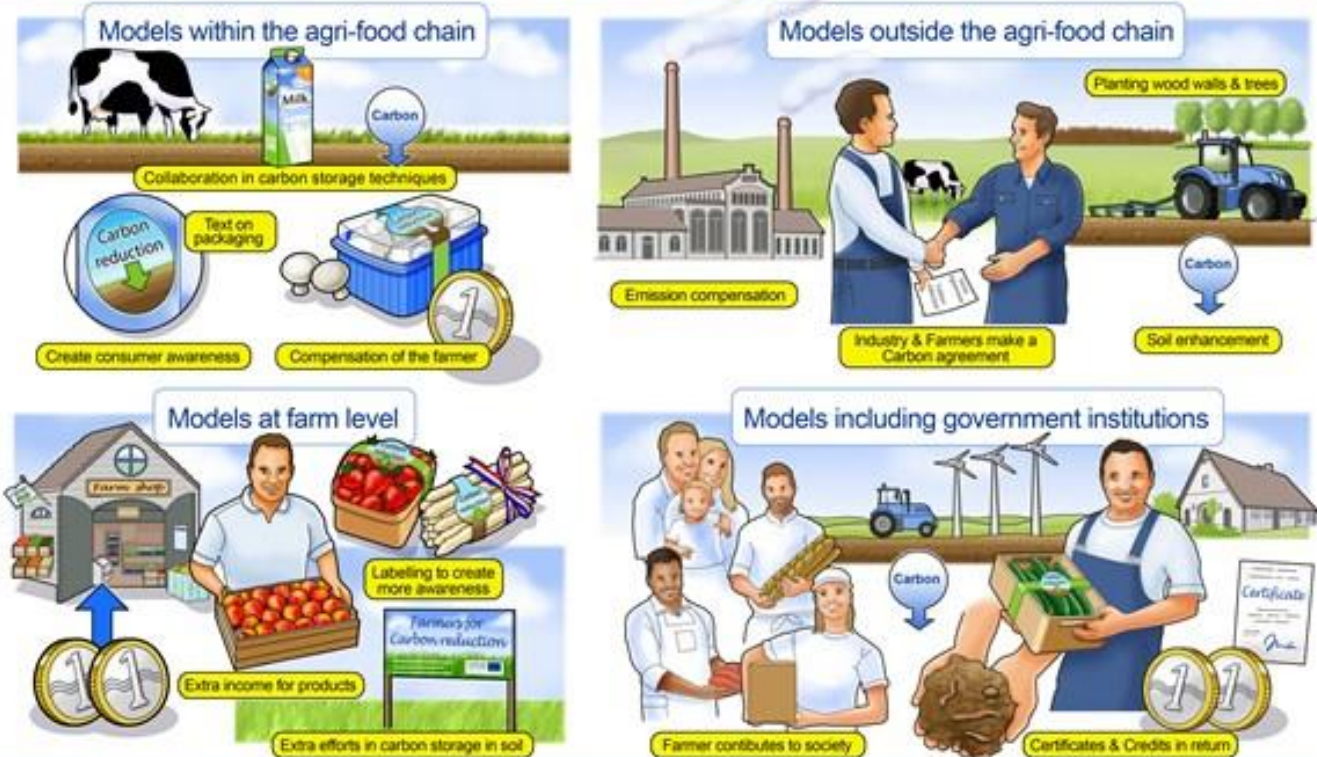 Models within the agri-food chain
Milk
Carbon
Collaboration in carbon storage techniques
Carbon
reduction
Text on
packaging
1
Create consumer awareness
Compensation of the farmer
Models outside the agri-food chain
Planting wood walls & trees
Emission compensation
Carbon
Industry & Farmers make a
Carbon agreement
Soil enhancement
Models at farm level
Farm shop
Labelling to create
more awareness
Farmers for
Carbon reduction
1 1
Extra income for products
Extra efforts in carbon storage in soil
Models including government institutions
Carbon
Certificate
1 1
Farmer contibutes to society
Certificates & Credits in return